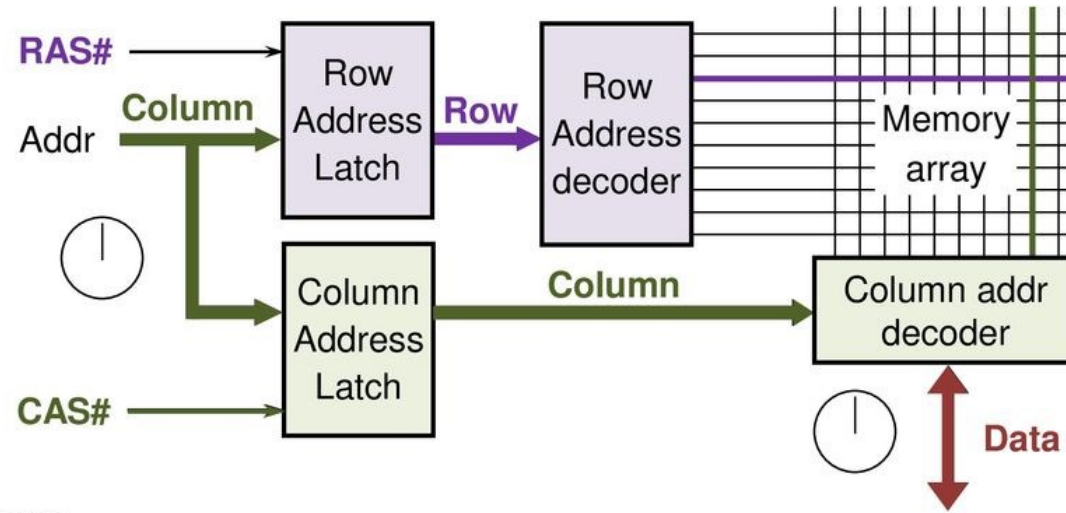 RAS#
Column
Addr
Row
Address
Latch
Row
Row
Address
decoder
Memory
array
Column
Address
Latch
Column
Column addr
decoder
CAS#
Data